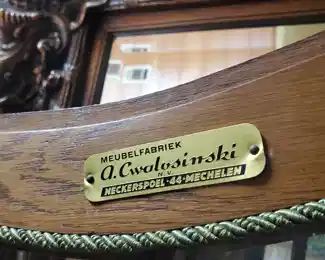 MEUBELFABRIEK
A. Cwalosinski
N.V.
NECKERSPOEL·44·MECHELEN